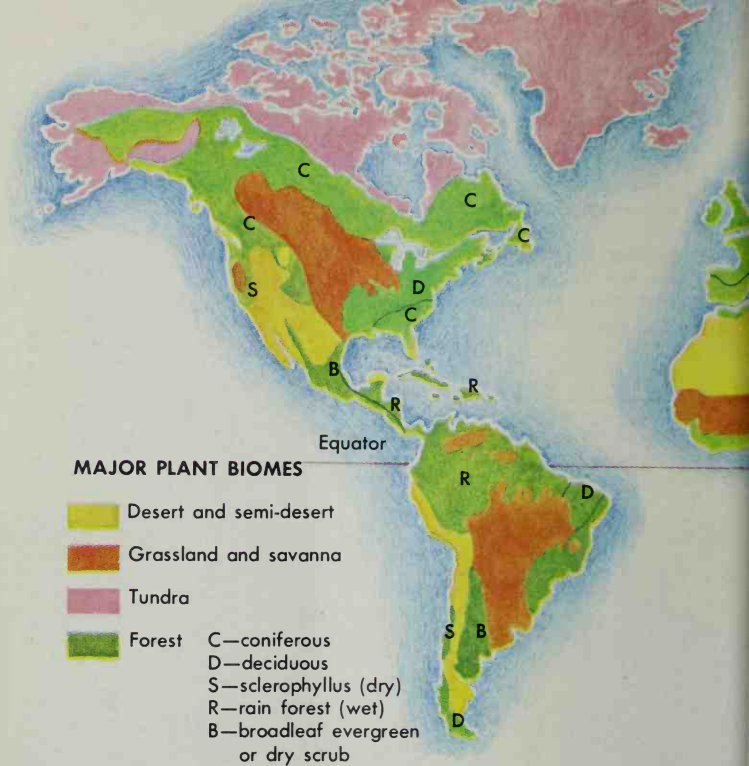 C
C
C
C
S
D
C
B
R
R
Equator
R
D
S
B
D
MAJOR PLANT BIOMES
Desert and semi-desert
Grassland and savanna
Tundra
Forest
C—coniferous
D—deciduous
S—sclerophyllus (dry)
R—rain forest (wet)
B—broadleaf evergreen
or dry scrub